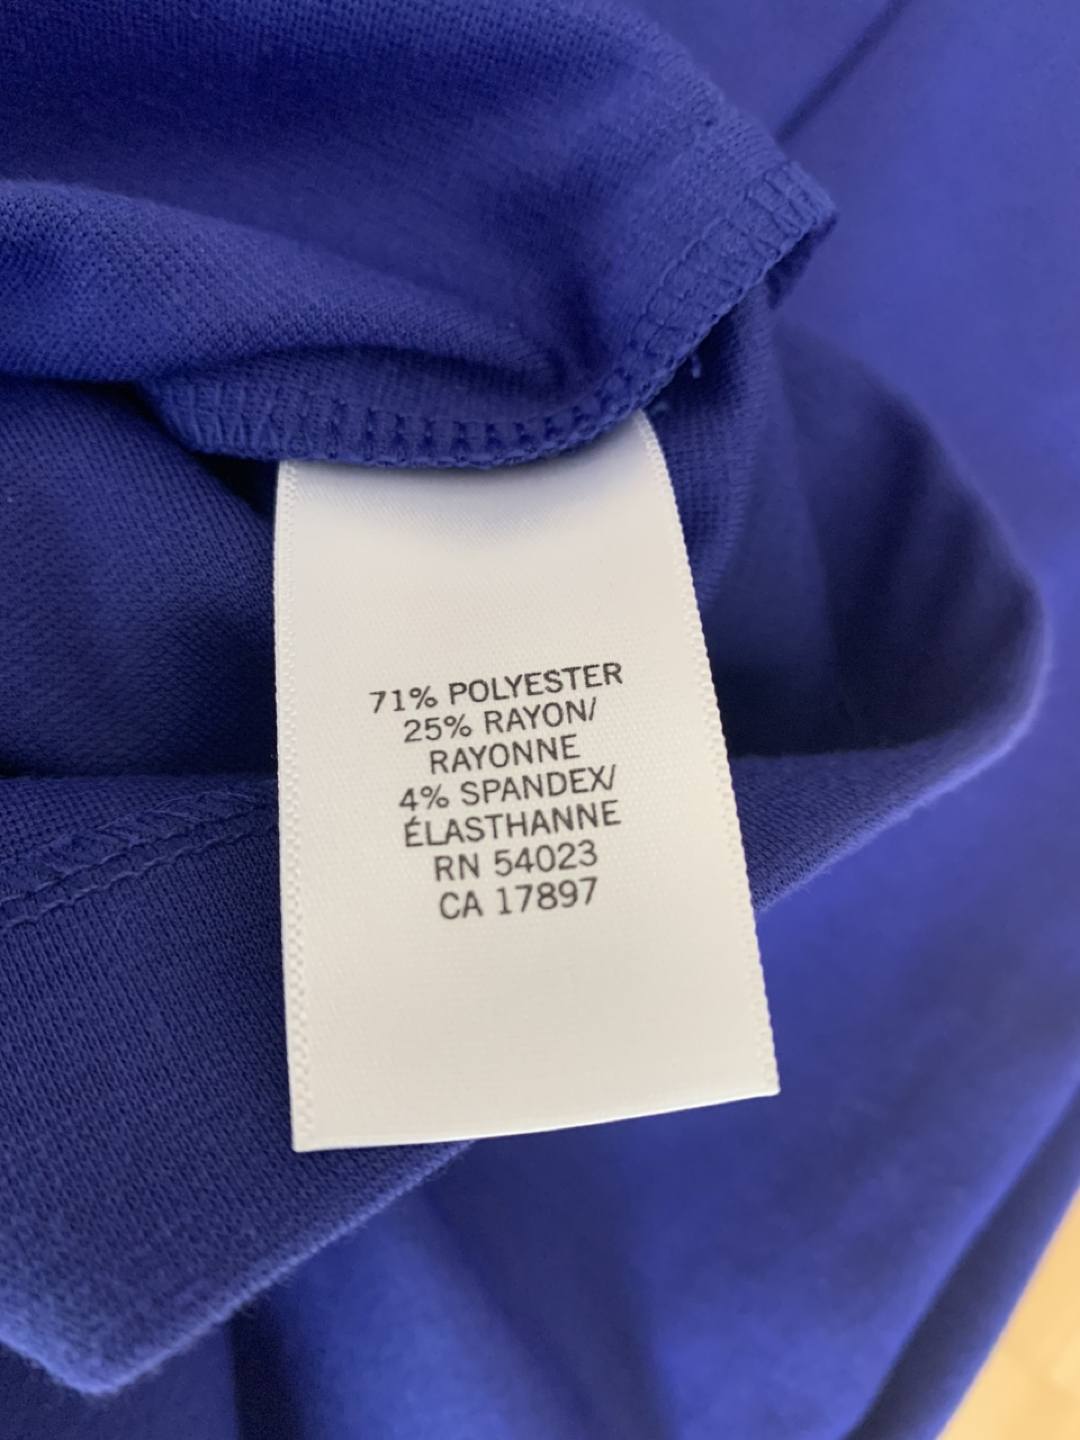 71% POLYESTER
25% RAYON/
RAYONNE
4% SPANDEX/
ÉLASTHANNE
RN 54023
CA 17897